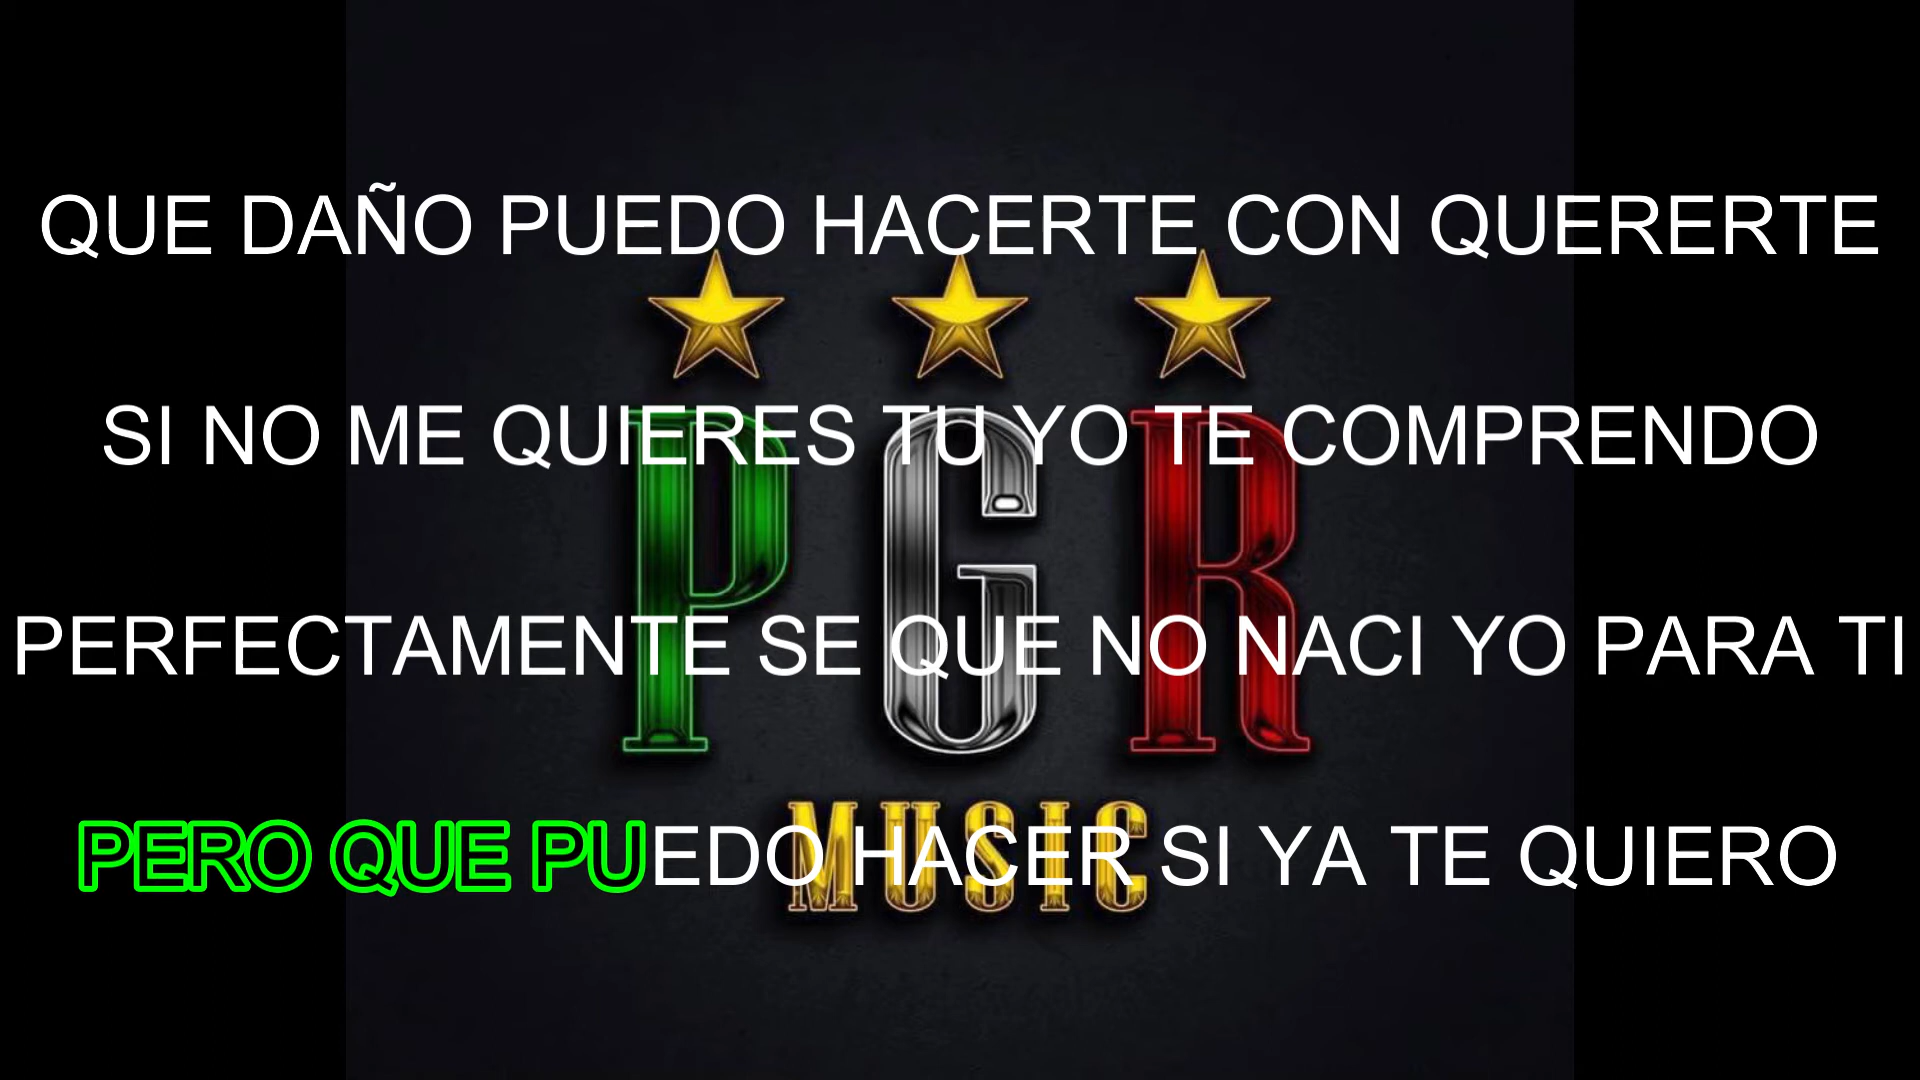 QUE DAÑO PUEDO HACERTE CON QUERERTE
SI NO ME QUIERES TU YO TE COMPRENDO
PGR
PERFECTAMENTE SE QUE NO NACI YO PARA TI
PERO QUE PUEDO HACER SI YA TE QUIERO
MUSIC